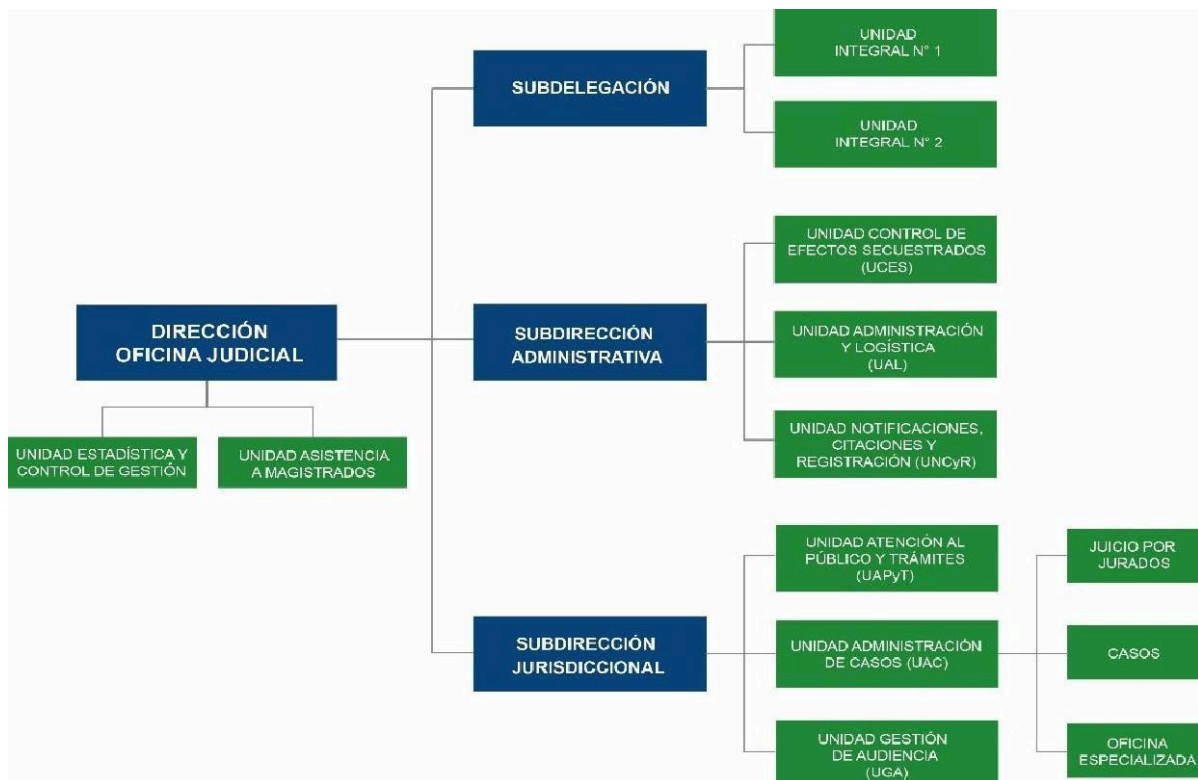 UNIDAD
INTEGRAL N° 1
SUBDELEGACIÓN
UNIDAD
INTEGRAL N° 2
UNIDAD CONTROL DE
EFECTOS SECUESTRADOS
(UCES)
DIRECCIÓN
OFICINA JUDICIAL
SUBDIRECCIÓN
ADMINISTRATIVA
UNIDAD ADMINISTRACIÓN
Y LOGÍSTICA
(UAL)
UNIDAD NOTIFICACIONES,
CITACIONES Y
REGISTRACIÓN (UNCyR)
UNIDAD ESTADÍSTICA Y
CONTROL DE GESTIÓN
UNIDAD ASISTENCIA
A MAGISTRADOS
UNIDAD ATENCIÓN AL
PÚBLICO Y TRÁMITES
(UAPyT)
JUICIO POR
JURADOS
SUBDIRECCIÓN
JURISDICCIONAL
UNIDAD ADMINISTRACIÓN
DE CASOS (UAC)
CASOS
UNIDAD GESTIÓN
DE AUDIENCIA
(UGA)
OFICINA
ESPECIALIZADA